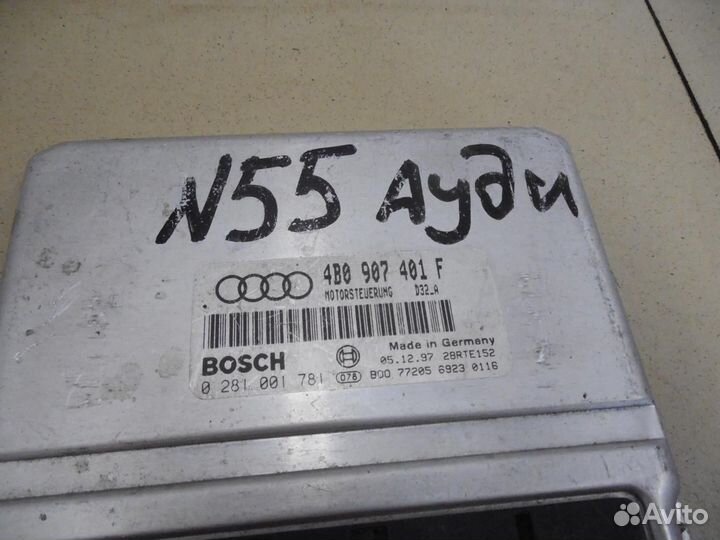 N55 Ауди
4B0 907 401 F
MOTORSTEUERUNG D32_A
Made in Germany
BOSCH 05.12.97 28RTE152
0 281 001 781 078 BOO 77205 6923 0116
Avito